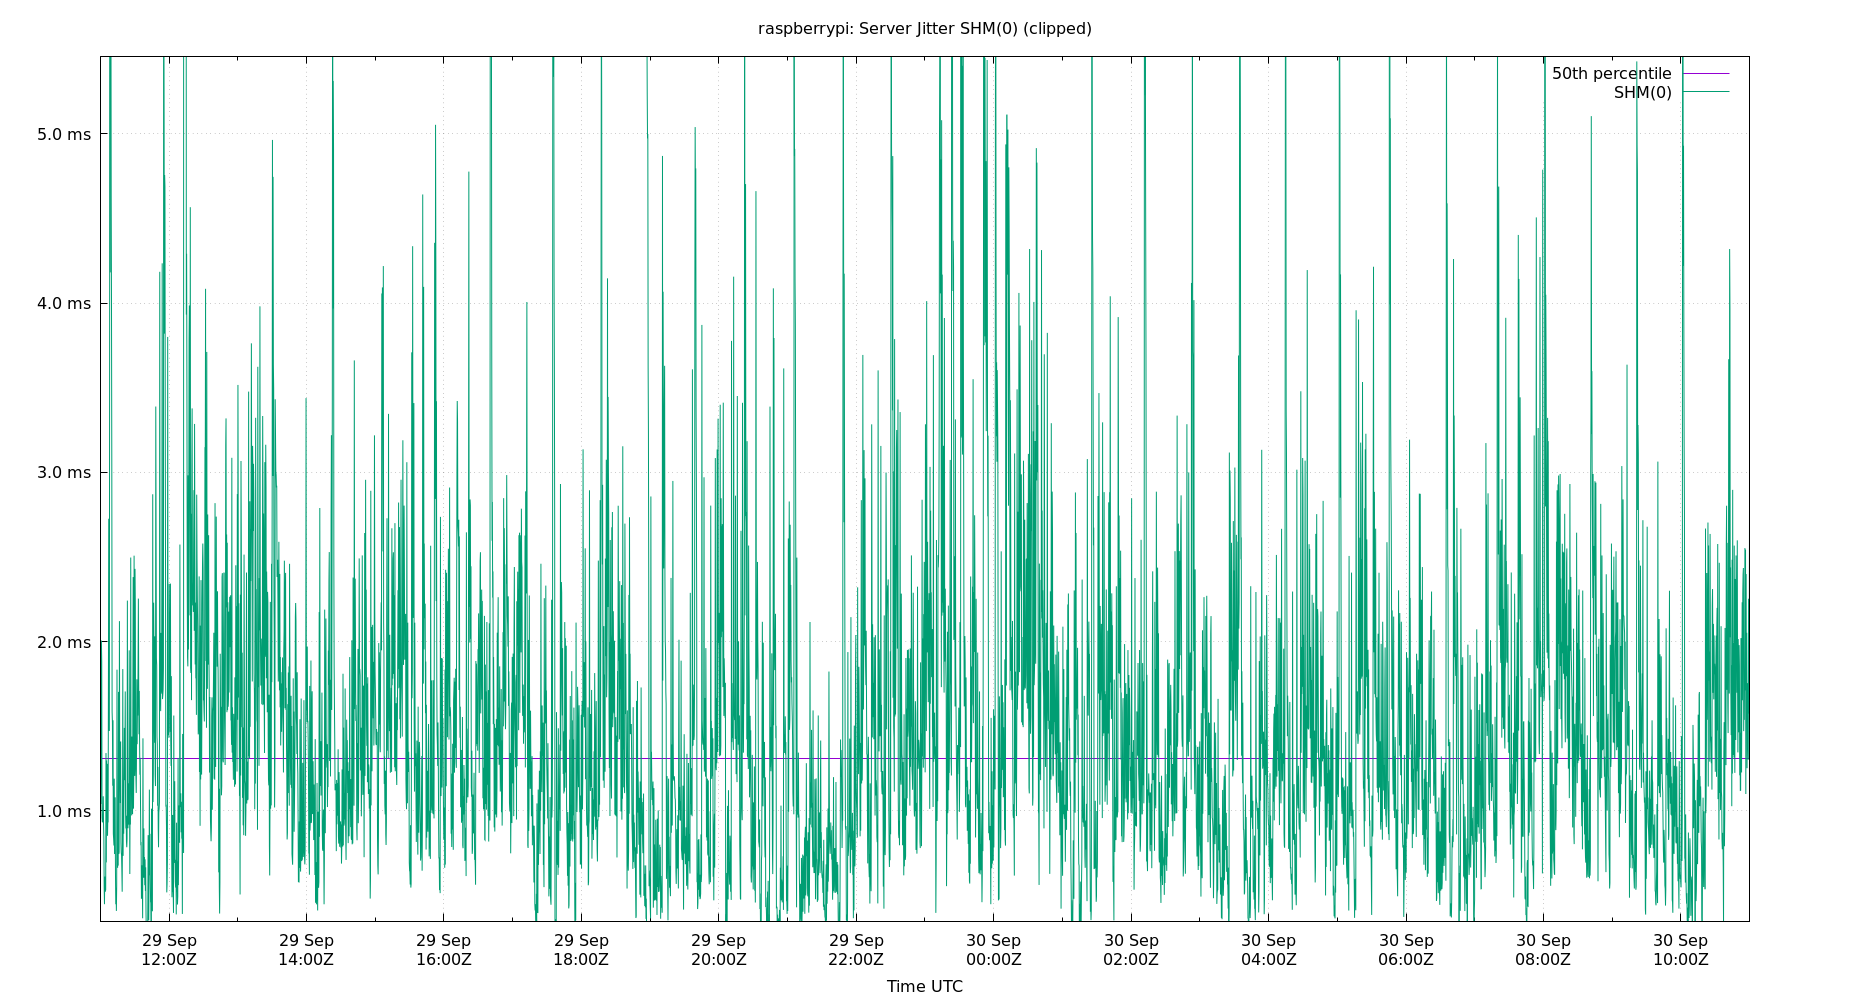 raspberrypi: Server Jitter SHM(0) (clipped)
50th percentile
SHM(0)
5.0 ms
4.0 ms
3.0 ms
2.0 ms
1.0 ms
29 Sep 29 Sep 29 Sep 29 Sep 29 Sep 29 Sep 30 Sep 30 Sep 30 Sep 30 Sep 30 Sep 30 Sep
12:00Z 14:00Z 16:00Z 18:00Z 20:00Z 22:00Z 00:00Z 02:00Z 04:00Z 06:00Z 08:00Z 10:00Z
Time UTC